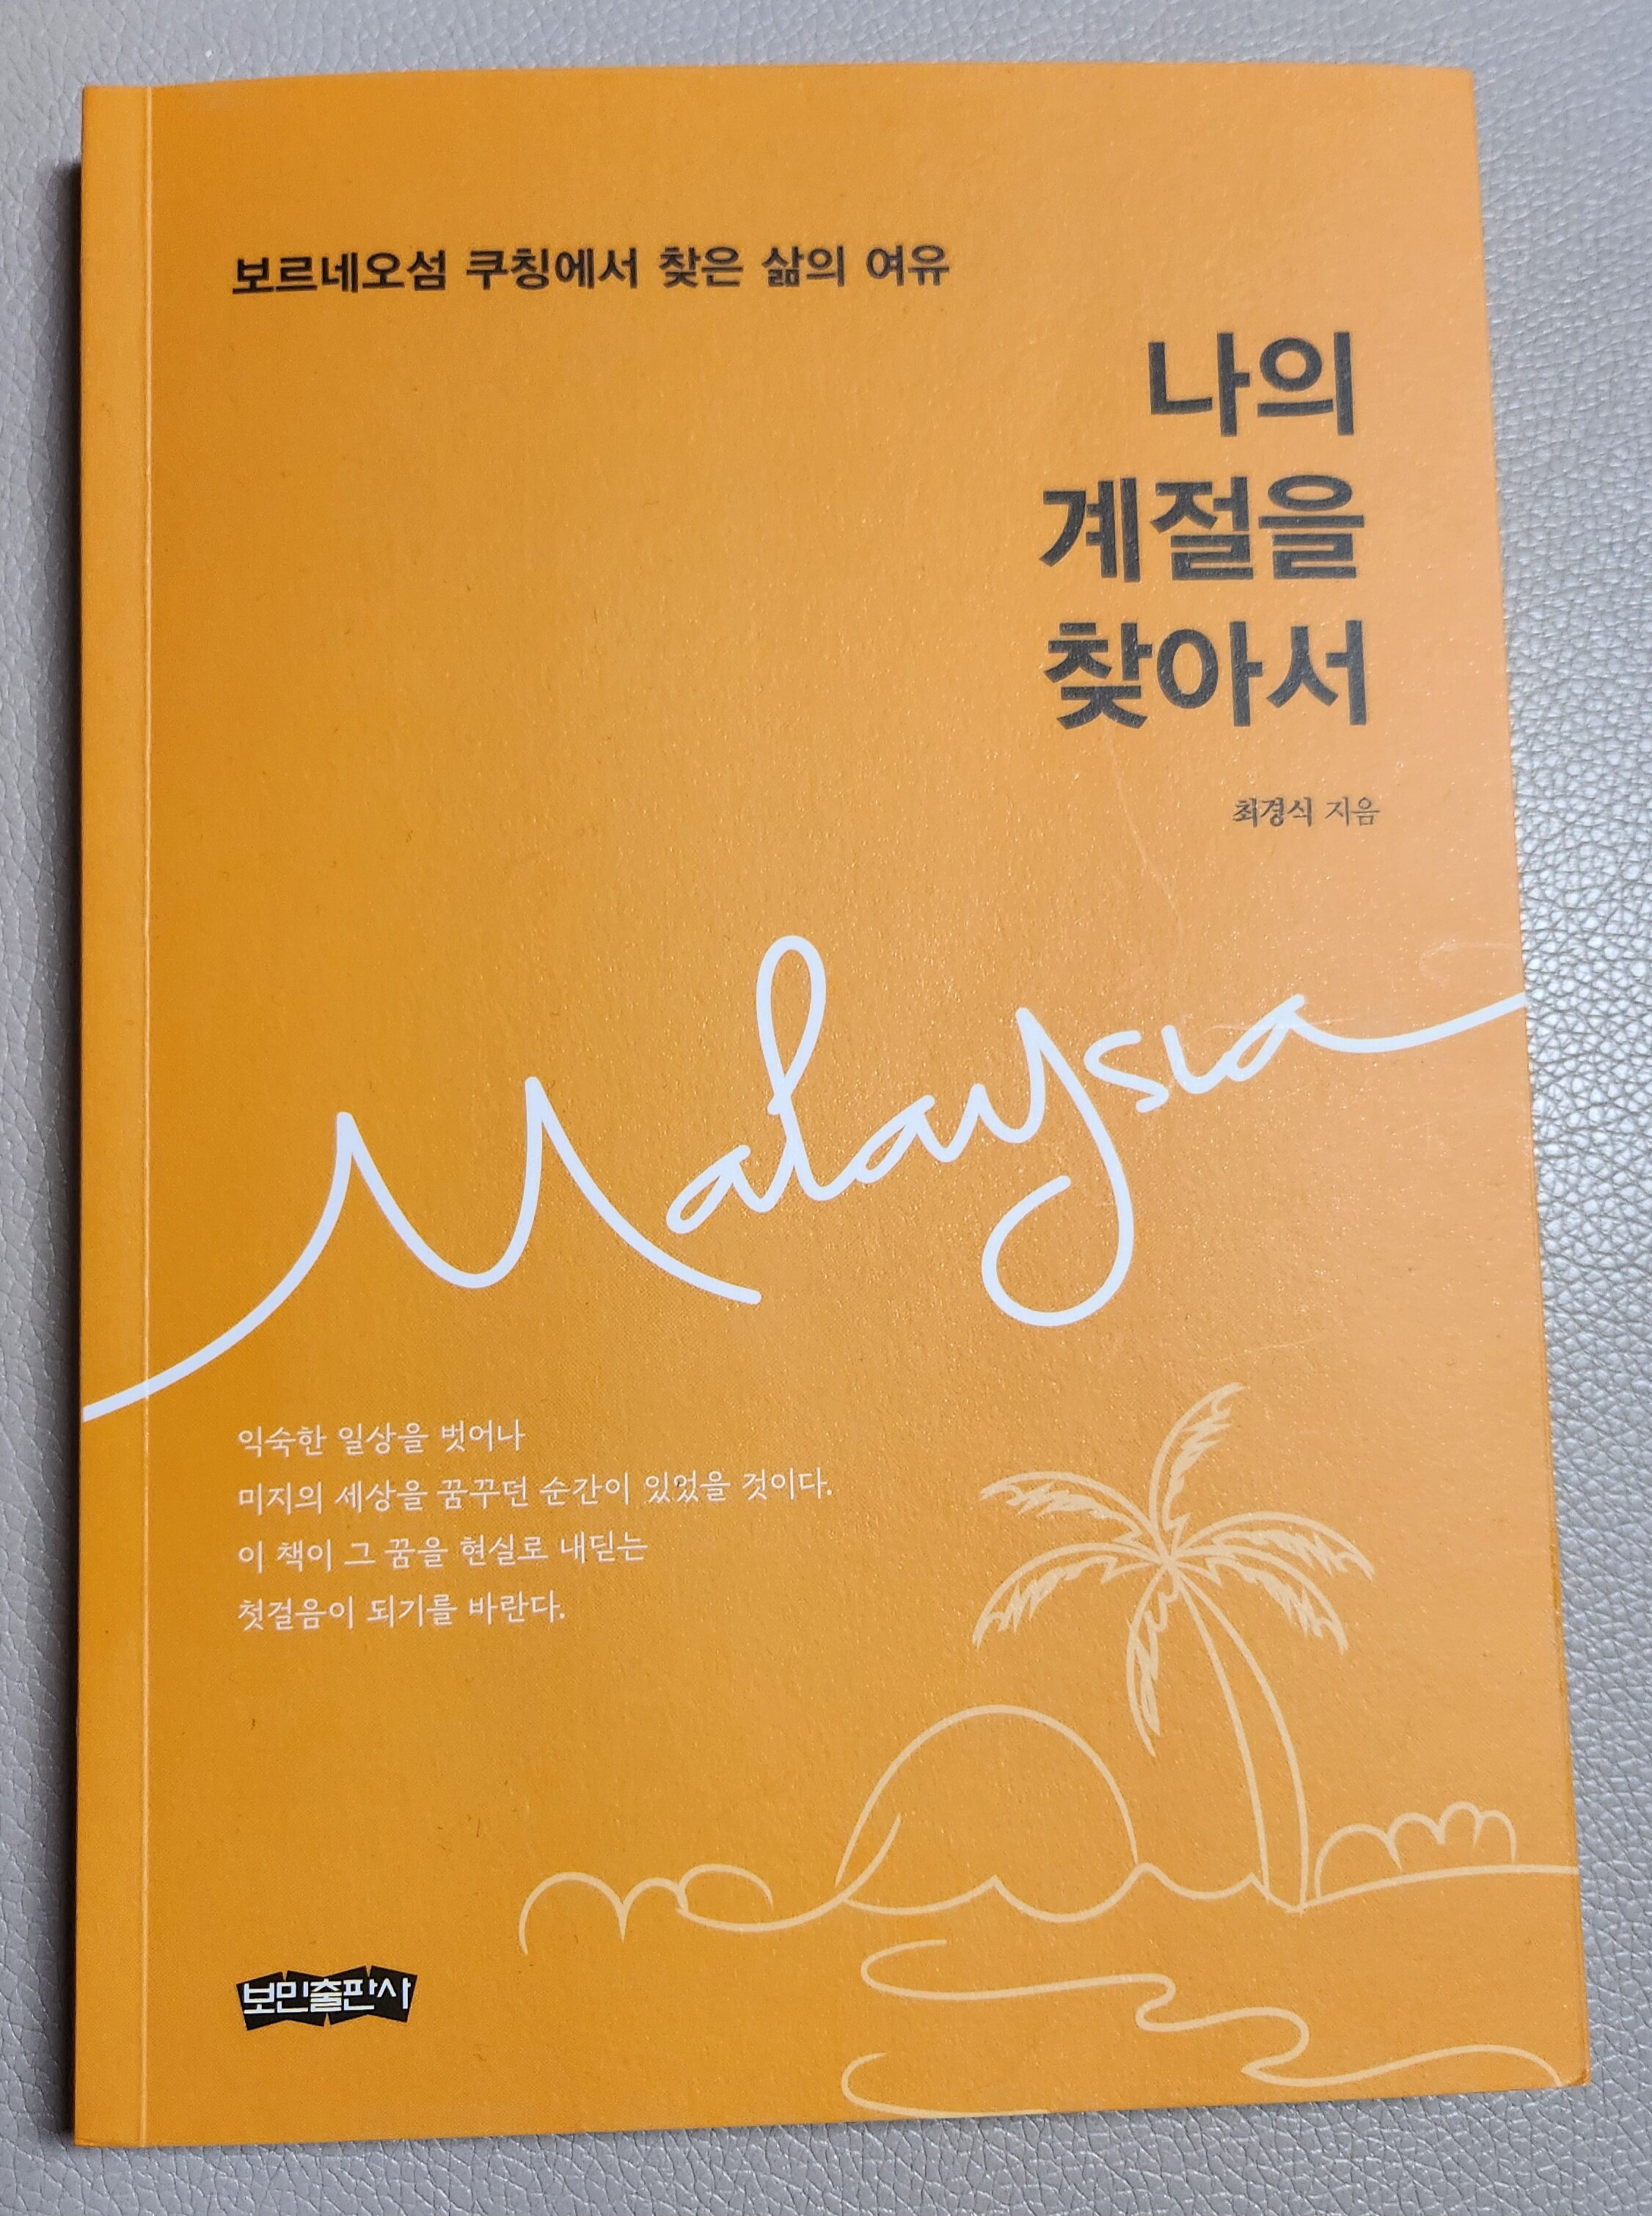 보르네오섬 쿠칭에서 찾은 삶의 여유
나의
계절을
찾아서
최경식 지음
Malaysia
익숙한 일상을 벗어나
미지의 세상을 꿈꾸던 순간이 있었을 것이다.
이 책이 그 꿈을 현실로 내딛는
첫걸음이 되기를 바란다.
보민출판사